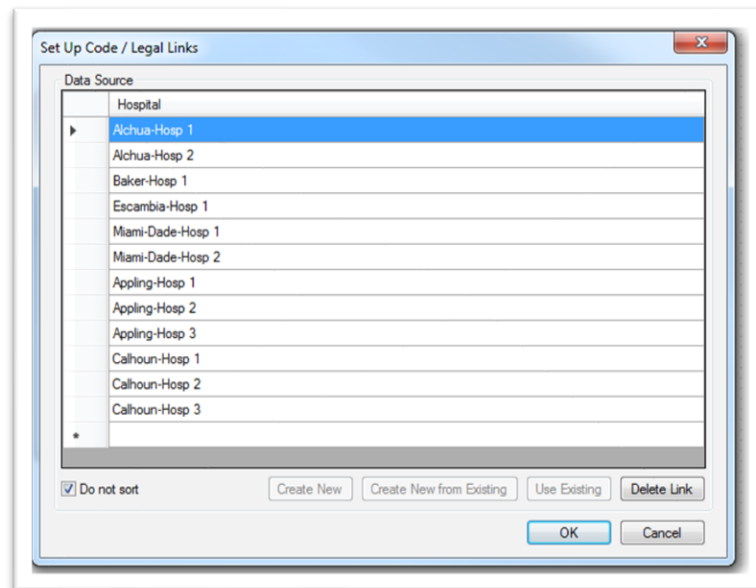 Set Up Code / Legal Links
Data Source
Hospital
Alchua-Hosp 1
Alchua-Hosp 2
Baker-Hosp 1
Escambia-Hosp 1
Miami-Dade-Hosp 1
Miami-Dade-Hosp 2
Appling-Hosp 1
Appling-Hosp 2
Appling-Hosp 3
Calhoun-Hosp 1
Calhoun-Hosp 2
Calhoun-Hosp 3
*
Do not sort Create New Create New from Existing Use Existing Delete Link
OK Cancel